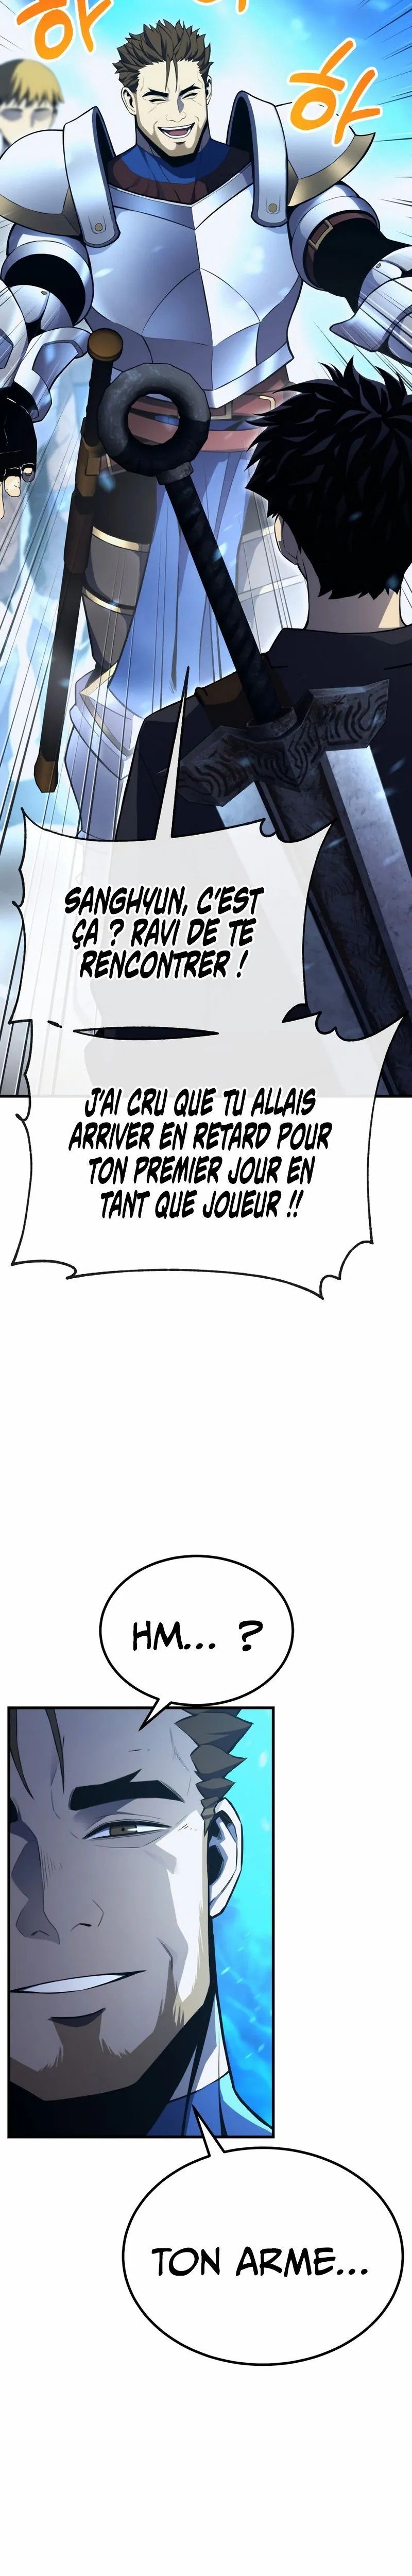 하
하
SANGHYUN, C'EST
ÇA ? RAVI DE TE
RENCONTRER !
J'AI CRU QUE TU ALLAIS
ARRIVER EN RETARD POUR
TON PREMIER JOUR EN
TANT QUE JOUEUR !!
HM... ?
TON ARME...